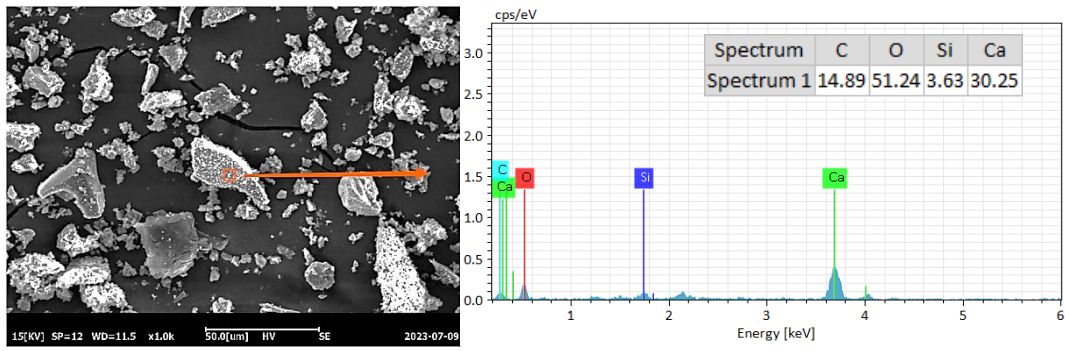 15[KV] SP=12 WD=11.5 x1.0k 50.0[um] HV SE 2023-07-09
cps/eV
3.0
2.5
2.0
1.5
1.0
0.5
0.0
Spectrum C O Si Ca
Spectrum 1 14.89 51.24 3.63 30.25
C
Ca
O
Si
Ca
1 2 3 4 5 6
Energy [keV]